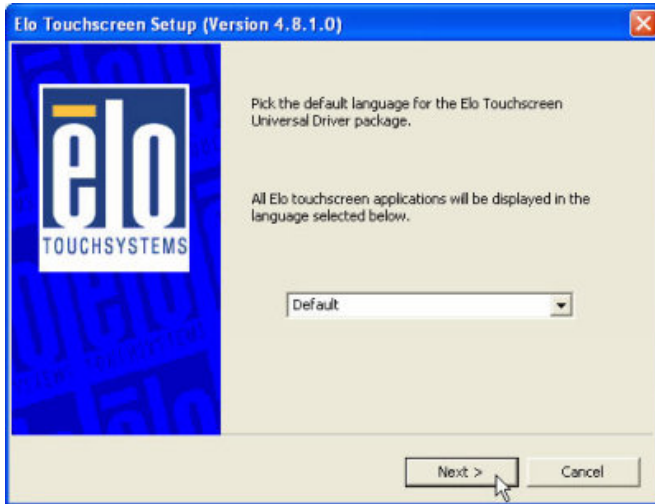 Elo Touchscreen Setup (Version 4.8.1.0)
elo
TOUCHSYSTEMS
Pick the default language for the Elo Touchscreen
Universal Driver package.
All Elo touchscreen applications will be displayed in the
language selected below.
Default
Next >
Cancel